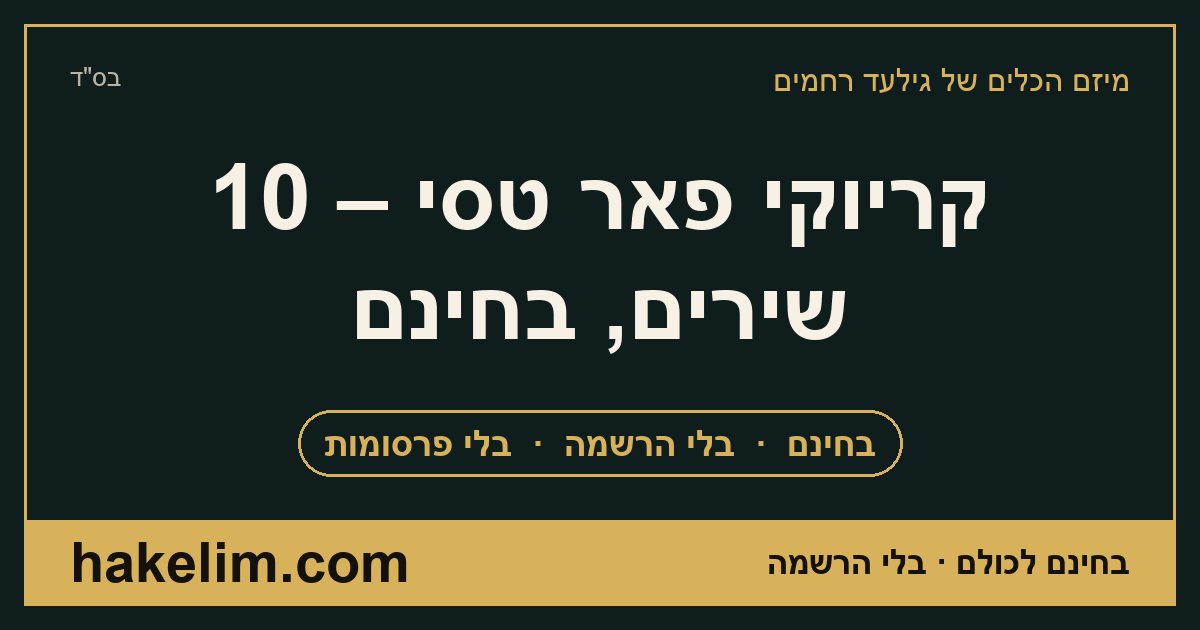 בס"ד
מיזם הכלים של גילעד רחמים
קריוקי פאר טסי – 10
שירים, בחינם
בחינם · בלי הרשמה · בלי פרסומות
בחינם לכולם · בלי הרשמה
hakelim.com